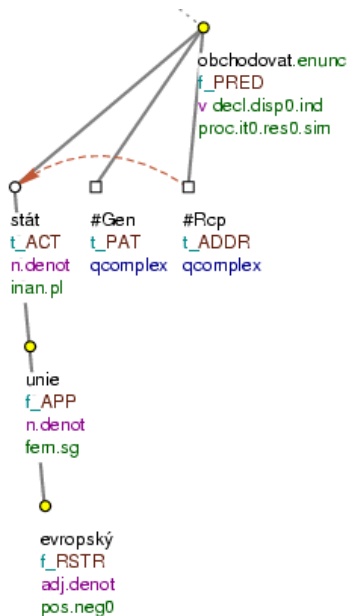 obchodovat.enunc
f_PRED
v decl.disp0.ind
proc.it0.res0.sim
stát
t_ACT
n.denot
inan.pl
#Gen
t_PAT
qcomplex
#Rcp
t_ADDR
qcomplex
unie
f_APP
n.denot
fem.sg
evropský
f_RSTR
adj.denot
pos.neg0